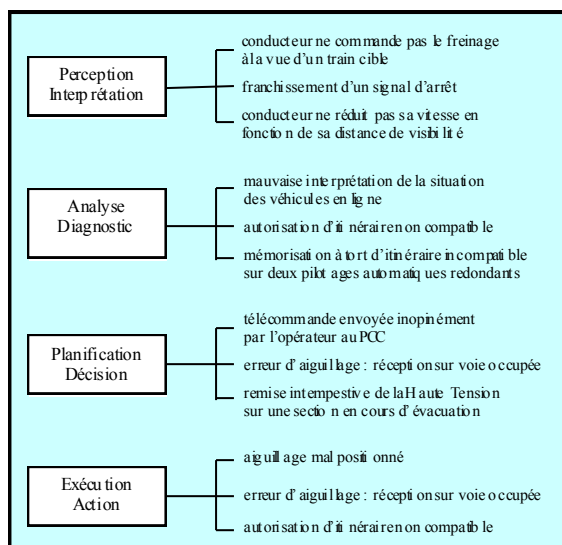 conducteur ne commande pas le freinage
à la vue d'un train cible
Perception
Interprétation
franchissement d'un signal d'arrêt
conducteur ne réduit pas sa vitesse en
fonction de sa distance de visibilité
mauvaise interprétation de la situation
des véhicules en ligne
Analyse
Diagnostic
autorisation d'itinéraire non compatible
mémorisation à tort d'itinéraire incompatible
sur deux pilotages automatiques redondants
télécommande envoyée inopinément
par l'opérateur au PCC
Planification
Décision
erreur d'aiguillage : réception sur voie occupée
remise intempestive de la Haute Tension
sur une section en cours d'évacuation
aiguillage mal positionné
Exécution
Action
erreur d'aiguillage : réception sur voie occupée
autorisation d'itinéraire non compatible